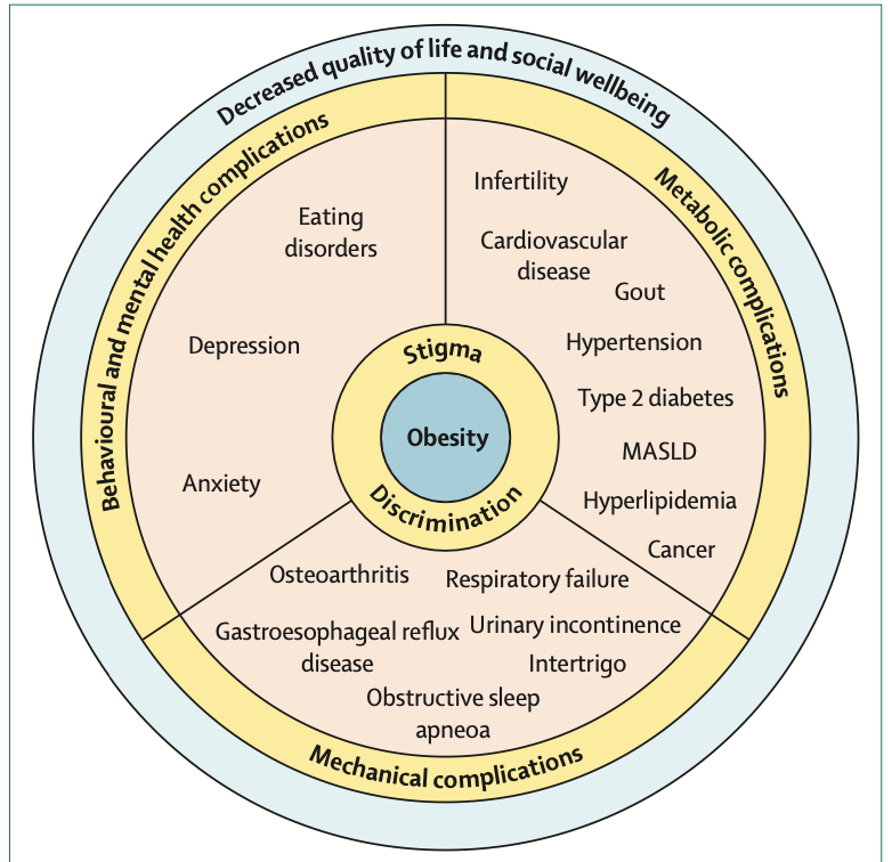 Decreased quality of life and social wellbeing
Behavioural and mental health complications
Metabolic complications
Infertility
Eating
disorders
Cardiovascular
disease
Gout
Depression
Hypertension
Stigma
Type 2 diabetes
Obesity
MASLD
Anxiety
Discrimination
Hyperlipidemia
Cancer
Osteoarthritis
Respiratory failure
Gastroesophageal reflux
disease
Urinary incontinence
Intertrigo
Obstructive sleep
apneoa
Mechanical complications